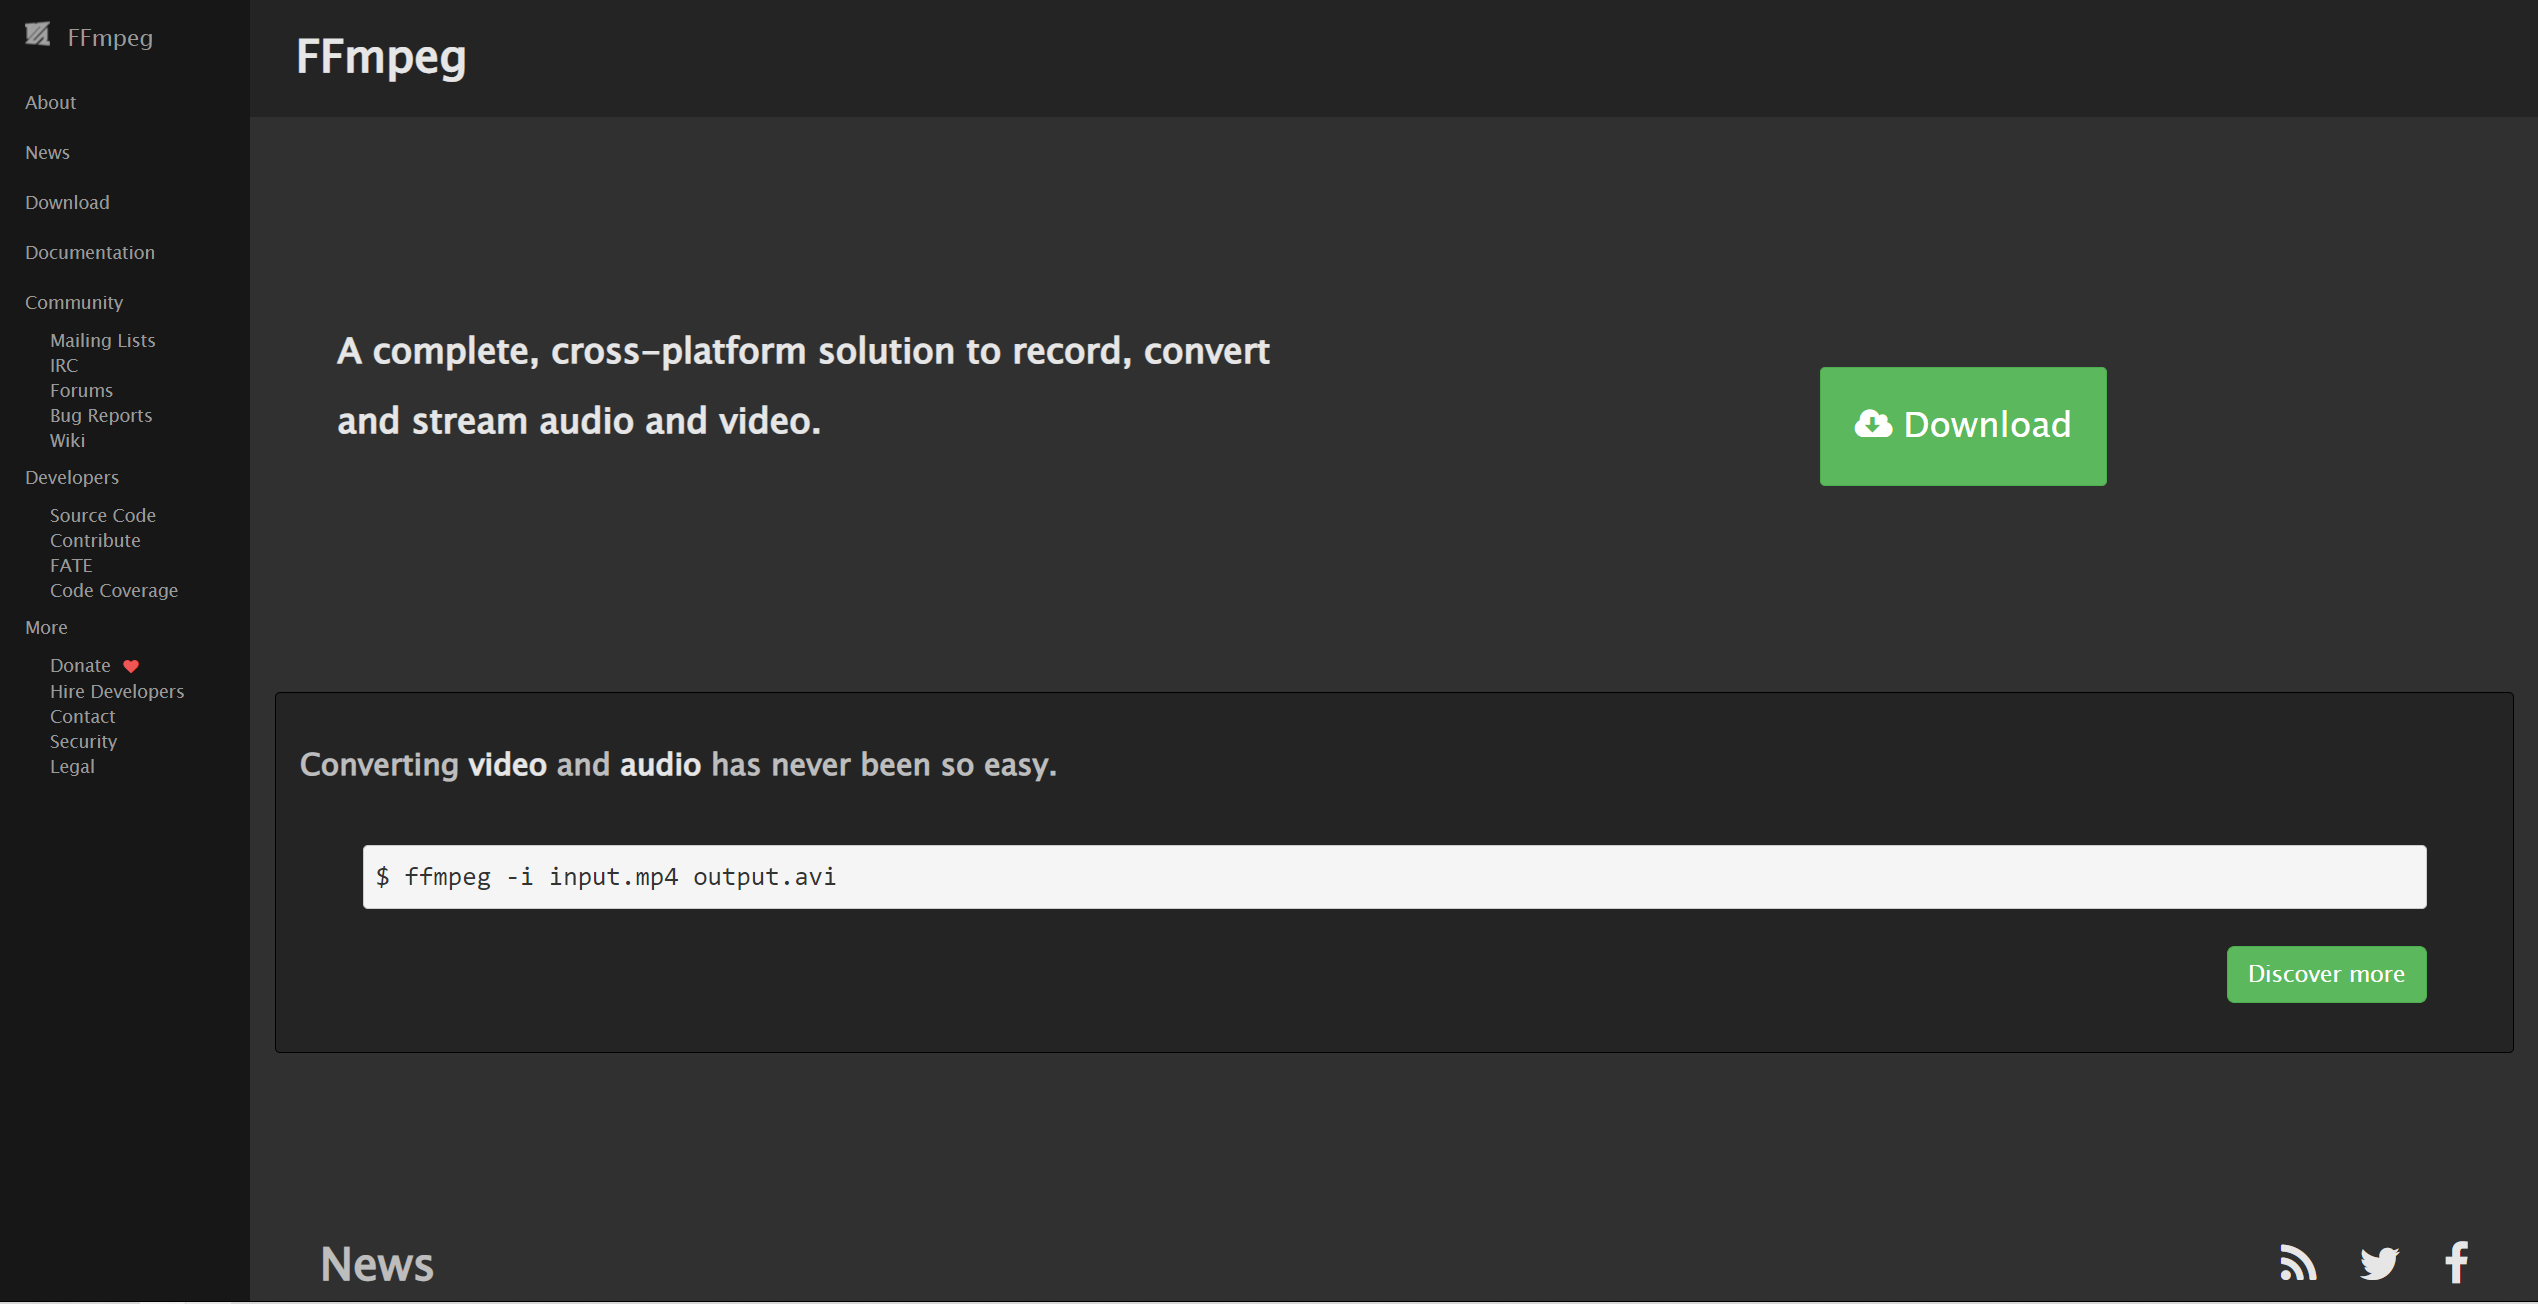 FFmpeg
About
News
Download
Documentation
Community
Mailing Lists
IRC
Forums
Bug Reports
Wiki
Developers
Source Code
Contribute
FATE
Code Coverage
More
Donate
Hire Developers
Contact
Security
Legal
FFmpeg
A complete, cross-platform solution to record, convert
and stream audio and video.
Download
Converting video and audio has never been so easy.
$ ffmpeg -i input.mp4 output.avi
Discover more
News